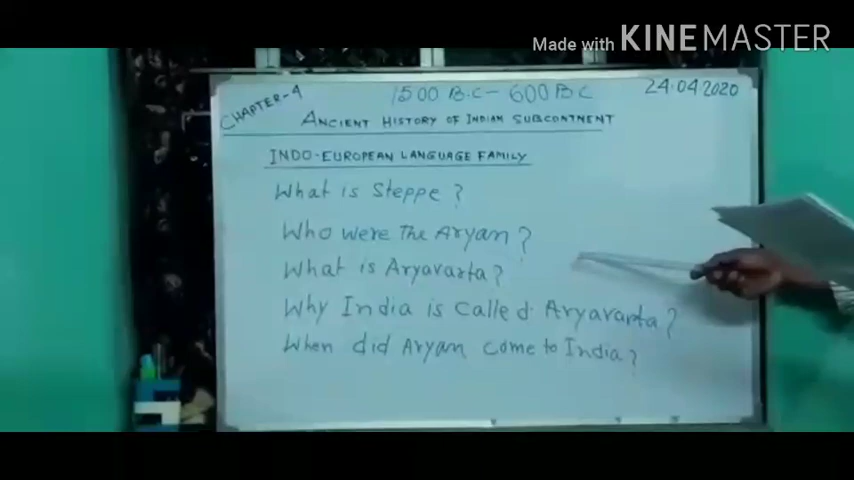 Made with KINEMASTER
CHAPTER-4
1500 B.C - 600 BC
24.04.2020
ANCIENT HISTORY OF INDIAN SUBCONTNENT
INDO-EUROPEAN LANGUAGE FAMILY
What is Steppe?
Who were The Aryan?
What is Aryavarta?
Why India is called Aryavarta?
When did Aryan come to India?